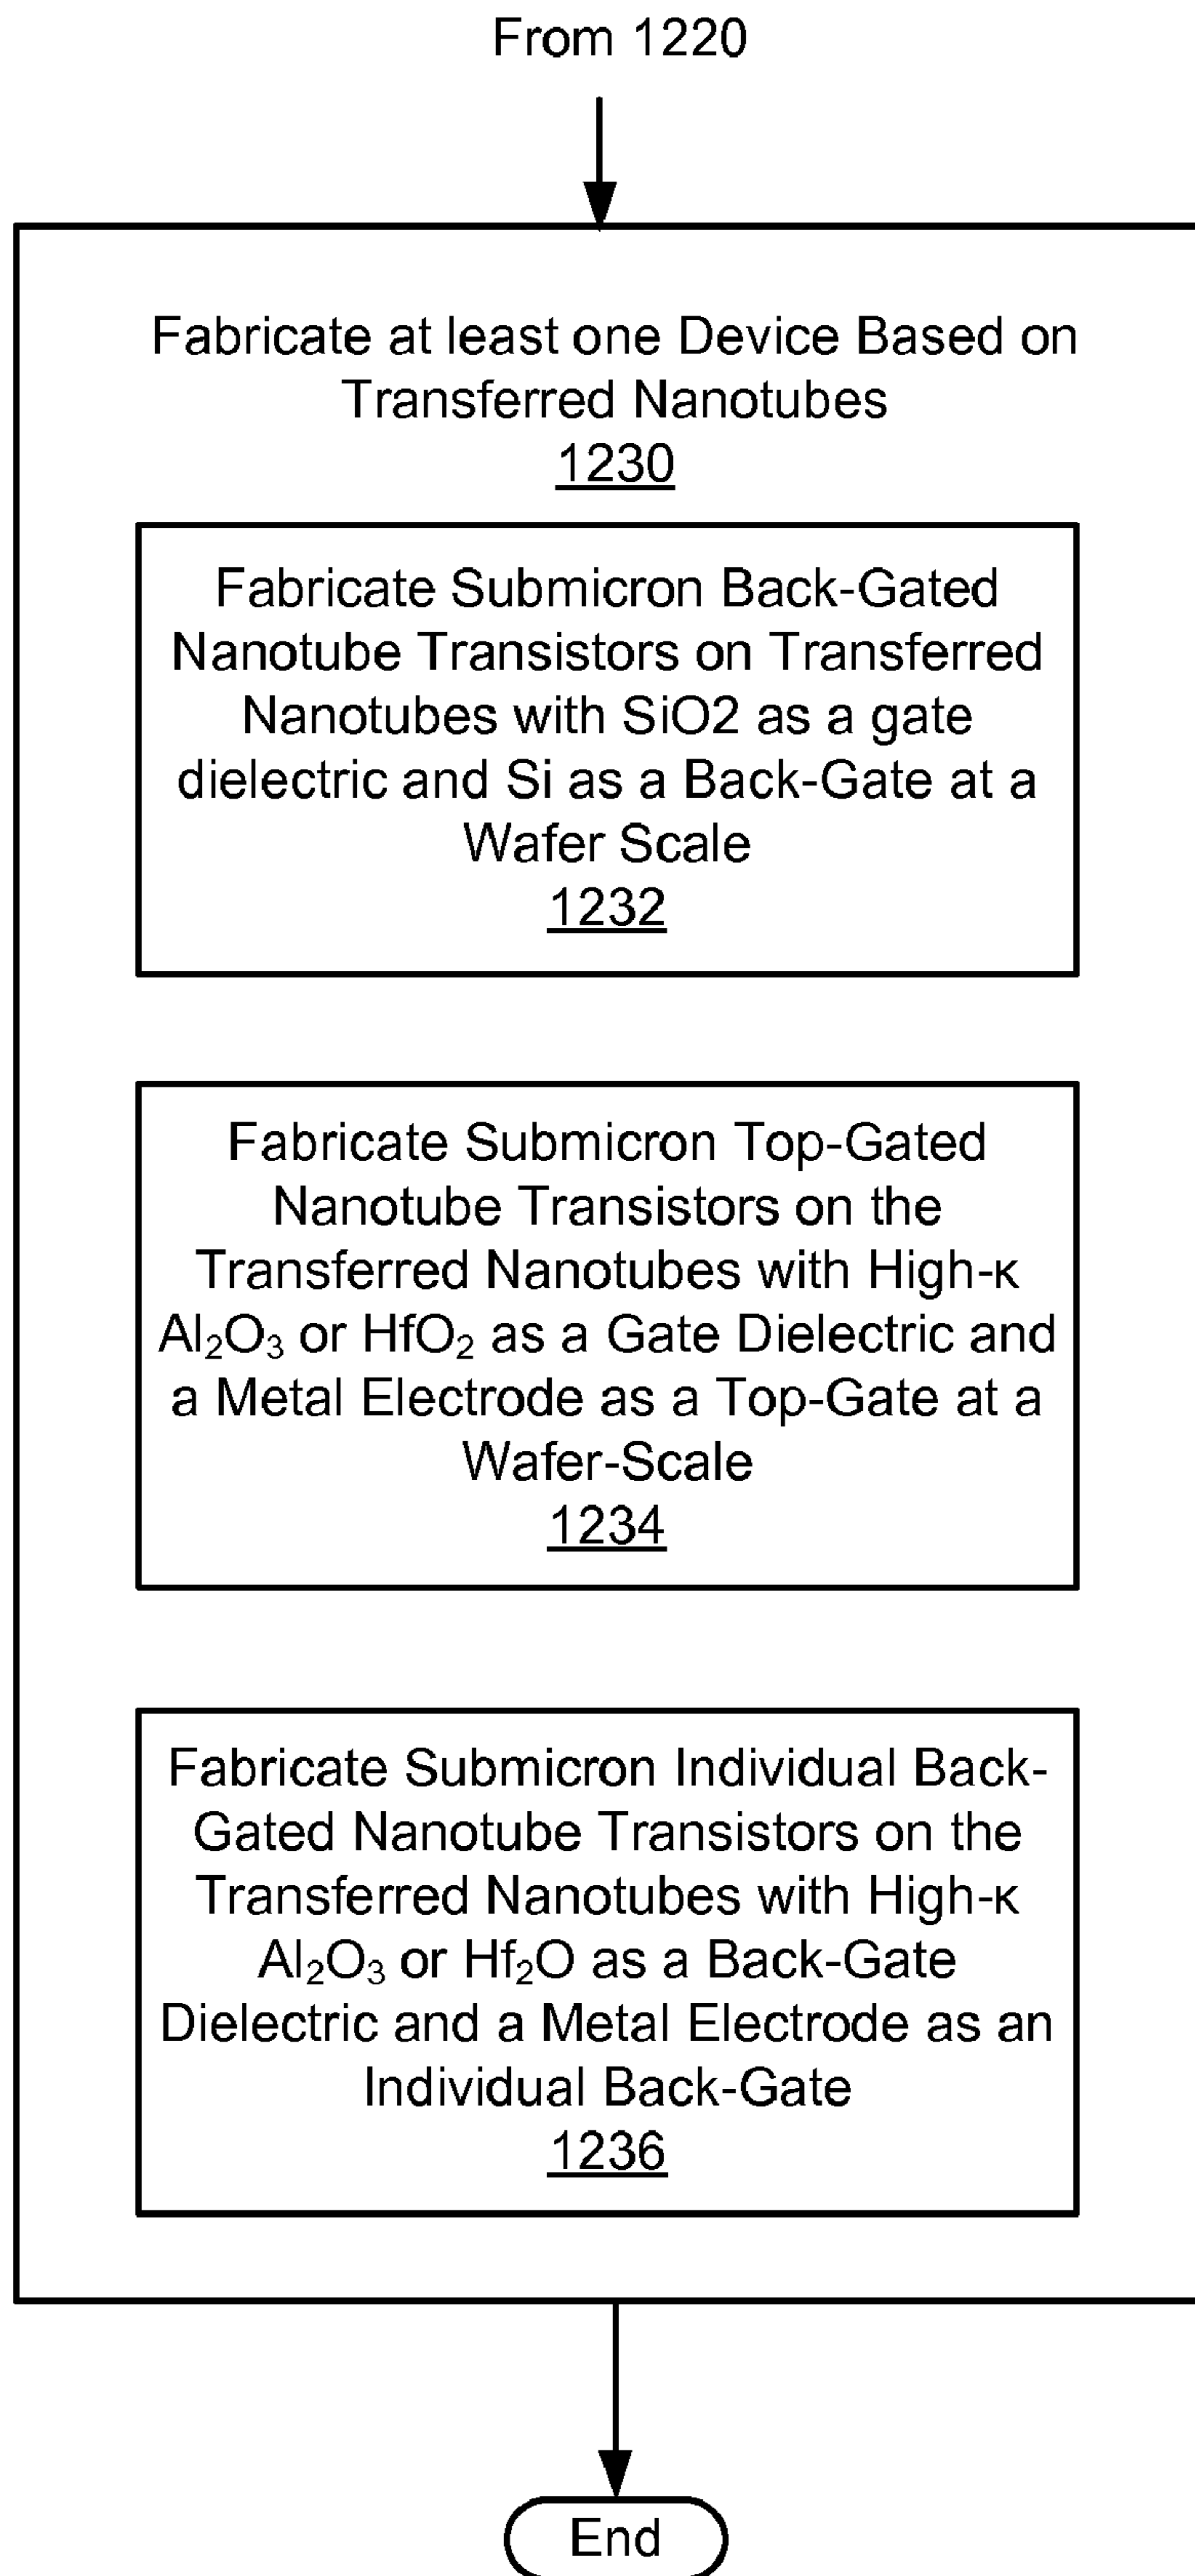 From 1220
Fabricate at least one Device Based on
Transferred Nanotubes
1230
Fabricate Submicron Back-Gated
Nanotube Transistors on Transferred
Nanotubes with SiO2 as a gate
dielectric and Si as a Back-Gate at a
Wafer Scale
1232
Fabricate Submicron Top-Gated
Nanotube Transistors on the
Transferred Nanotubes with High-κ
Al₂O₃ or HfO₂ as a Gate Dielectric and
a Metal Electrode as a Top-Gate at a
Wafer-Scale
1234
Fabricate Submicron Individual Back-
Gated Nanotube Transistors on the
Transferred Nanotubes with High-κ
Al₂O₃ or Hf₂O as a Back-Gate
Dielectric and a Metal Electrode as an
Individual Back-Gate
1236
End